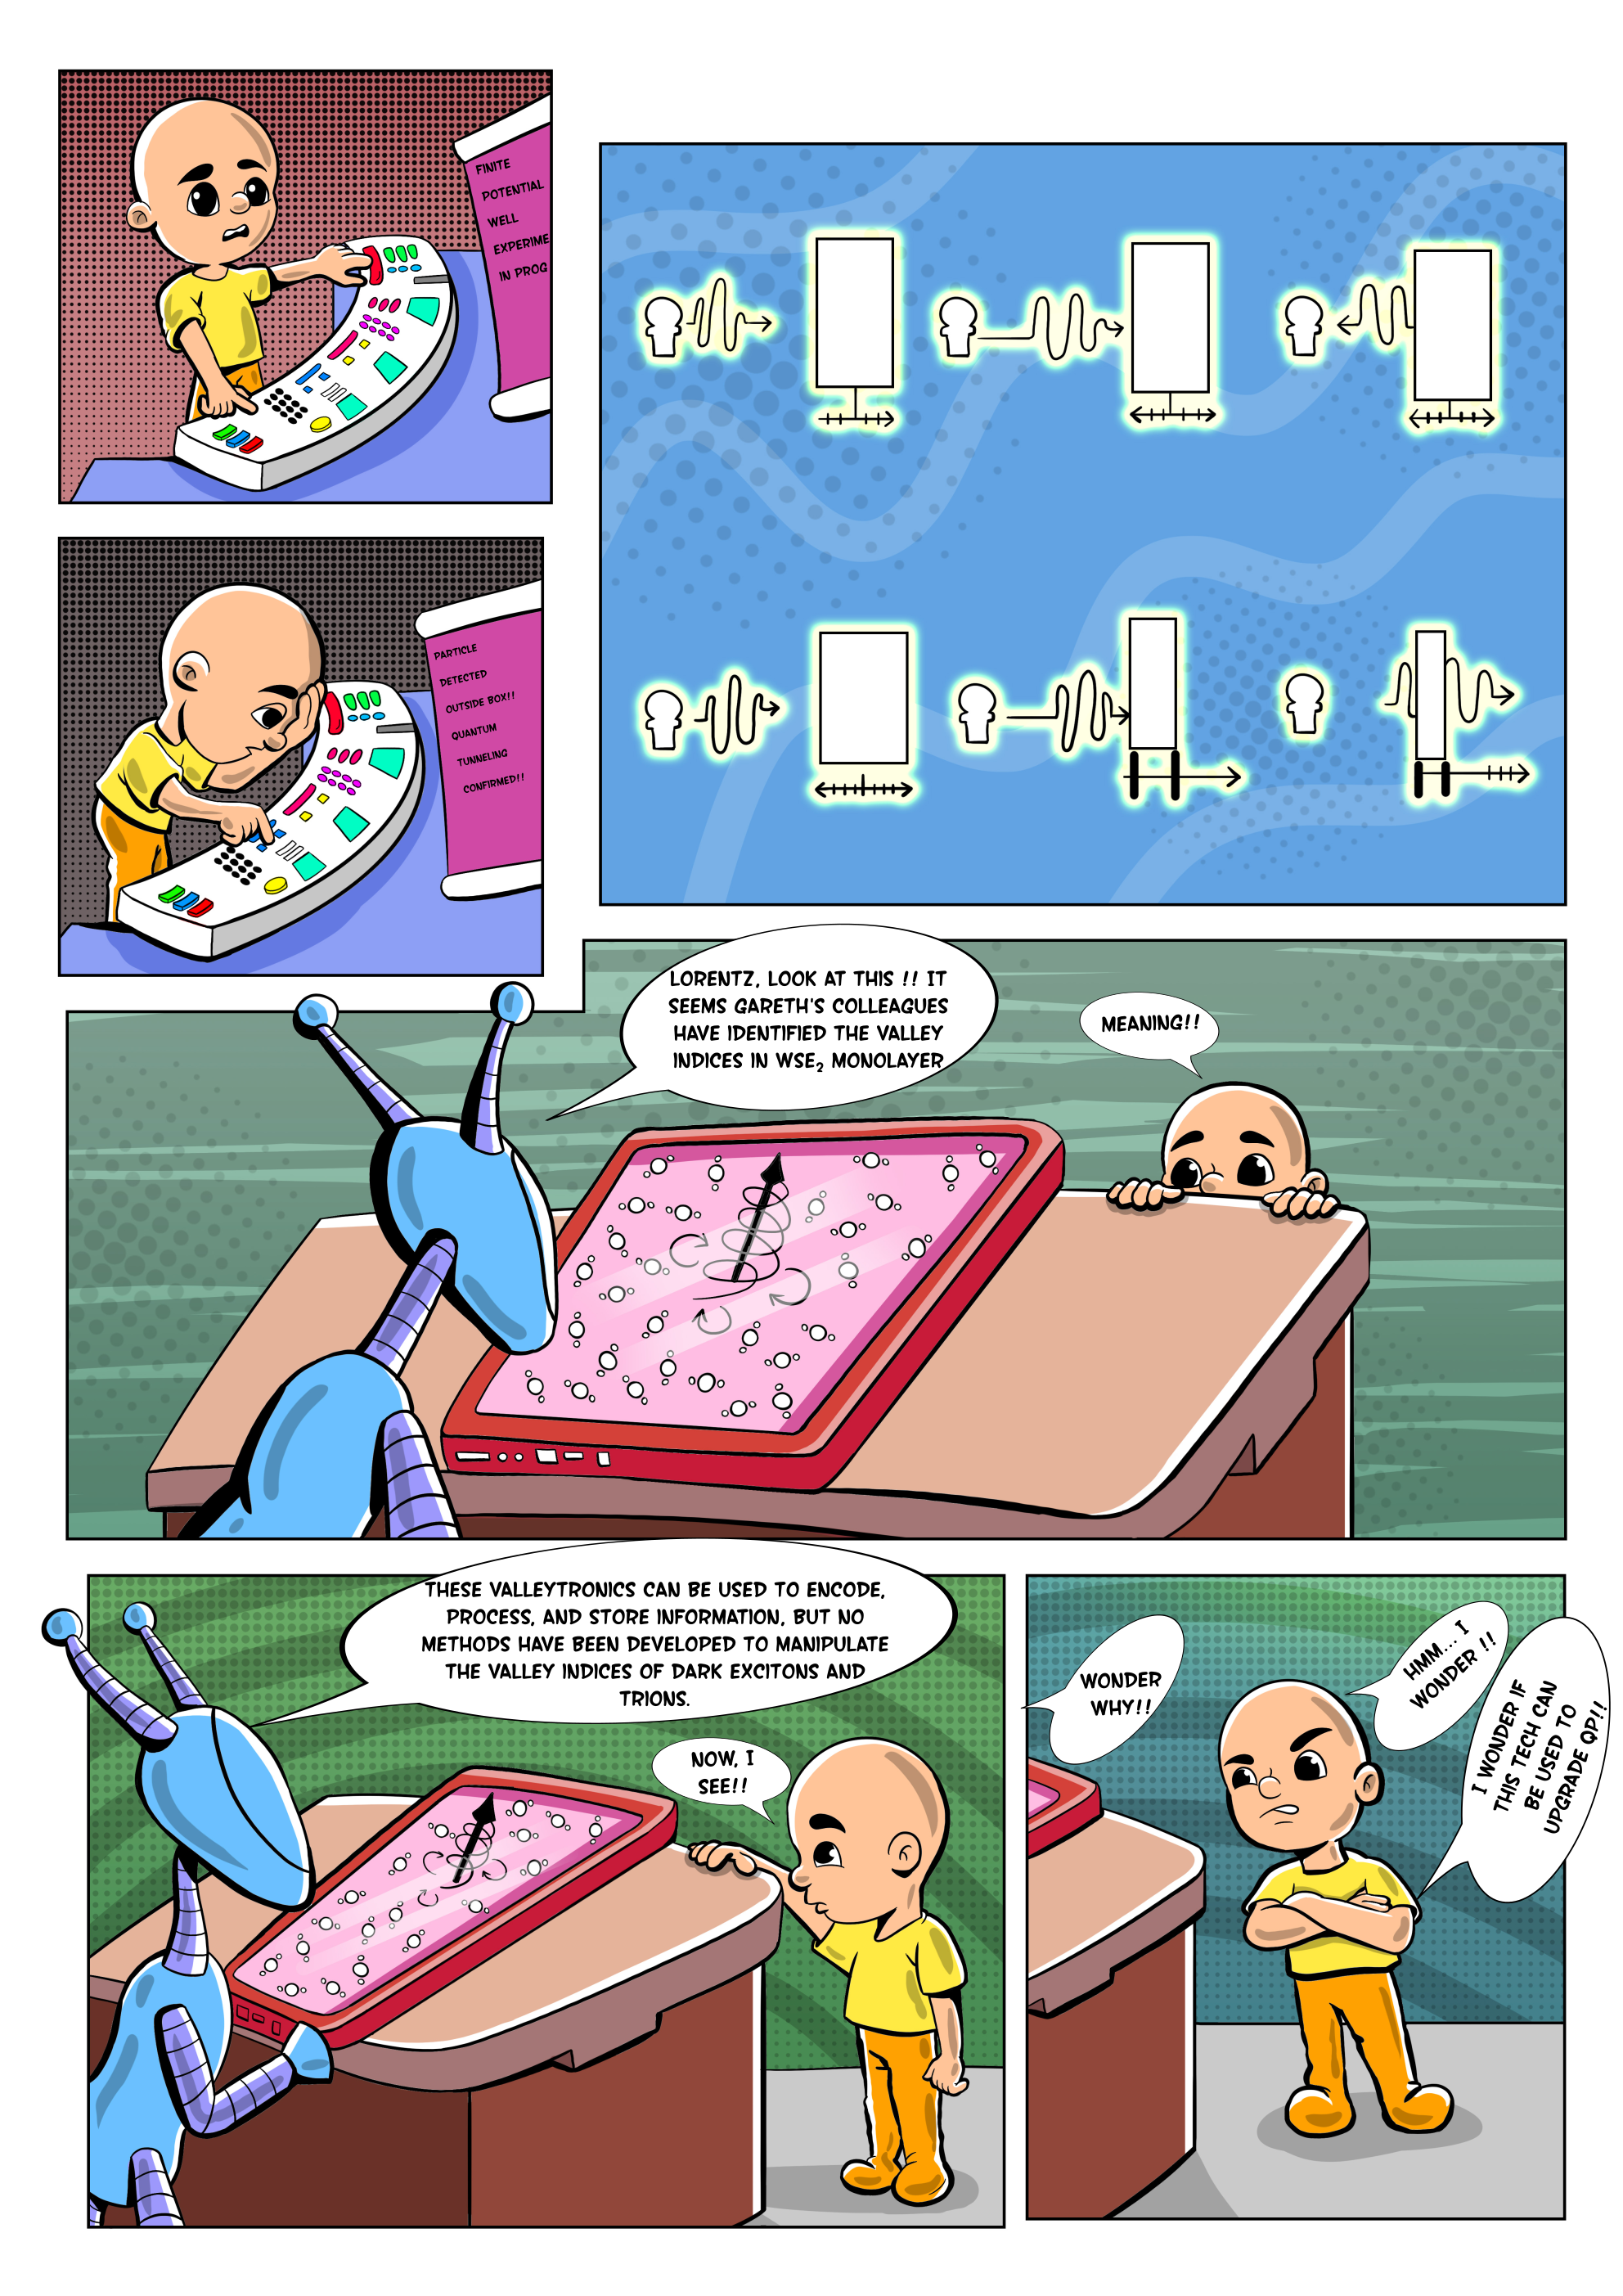 FINITE
POTENTIAL
WELL
EXPERIME
IN PROG
PARTICLE
DETECTED
OUTSIDE BOX!!
QUANTUM
TUNNELING
CONFIRMED!!
LORENTZ, LOOK AT THIS !! IT
SEEMS GARETH'S COLLEAGUES
HAVE IDENTIFIED THE VALLEY
INDICES IN WSE₂ MONOLAYER
MEANING!!
THESE VALLEYTRONICS CAN BE USED TO ENCODE,
PROCESS, AND STORE INFORMATION, BUT NO
METHODS HAVE BEEN DEVELOPED TO MANIPULATE
THE VALLEY INDICES OF DARK EXCITONS AND
TRIONS.
NOW, I
SEE!!
WONDER
WHY!!
HMM... I
WONDER !!
I WONDER IF
THIS TECH CAN
BE USED TO
UPGRADE QP!!